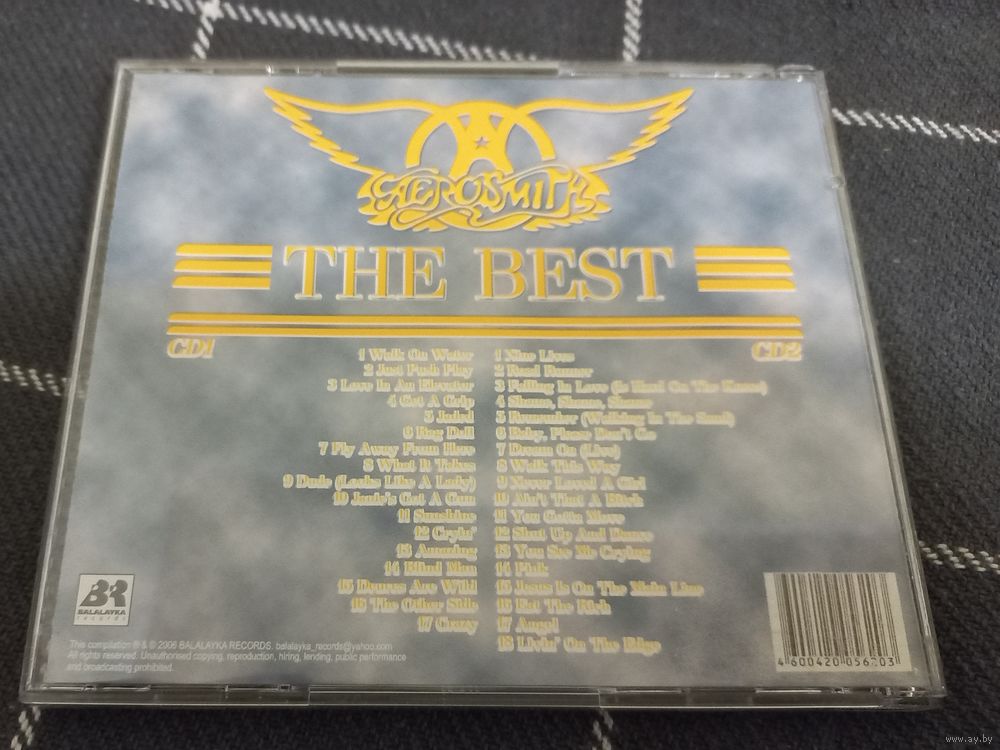 AEROSMITH
THE BEST
CD1
1 Walk On Water
2 Just Push Play
3 Love In An Elevator
4 Get A Grip
5 Jaded
6 Rag Doll
7 Fly Away From Here
8 What It Takes
9 Dude (Looks Like A Lady)
10 Janie's Got A Gun
11 Sunshine
12 Cryin'
13 Amazing
14 Blind Man
15 Deuces Are Wild
16 The Other Side
17 Crazy
CD2
1 Nine Lives
2 Road Runner
3 Falling In Love (Is Hard On The Knees)
4 Shame, Shame, Shame
5 Remember (Walking In The Sand)
6 Baby, Please Don't Go
7 Dream On (Live)
8 Walk This Way
9 Never Loved A Girl
10 Ain't That A Bitch
11 You Gotta Move
12 Shut Up And Dance
13 You See Me Crying
14 Pink
15 Jesus Is On The Main Line
16 Eat The Rich
17 Angel
18 Livin' On The Edge
BR
BALALAYKA
records
This compilation ℗ & © 2006 BALALAYKA RECORDS. balalayka_records@yahoo.com
All rights reserved. Unauthorised copying, reproduction, hiring, lending, public performance
and broadcasting prohibited.
4 600420 056203
www.ay.by